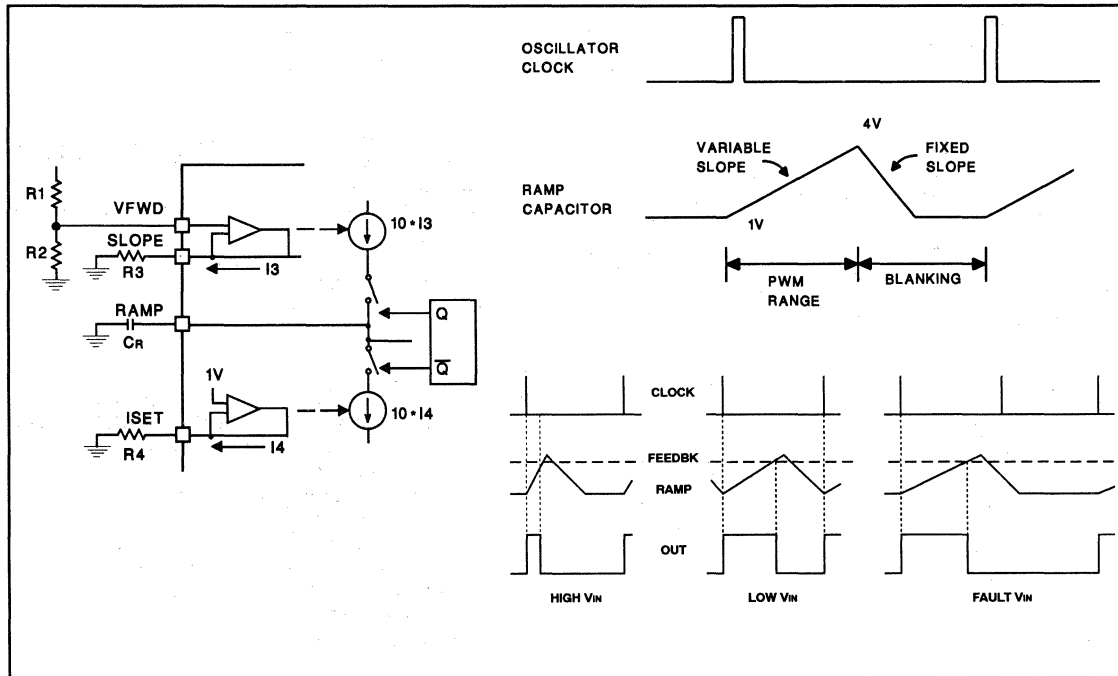 OSCILLATOR
CLOCK
4V
VARIABLE
SLOPE
FIXED
SLOPE
RAMP
CAPACITOR
1V
PWM
RANGE
BLANKING
R1
VFWD
10*I3
R2
SLOPE
R3
I3
RAMP
CR
Q
Q̅
1V
ISET
10*I4
R4
I4
CLOCK
FEEDBK
RAMP
OUT
HIGH VIN
LOW VIN
FAULT VIN